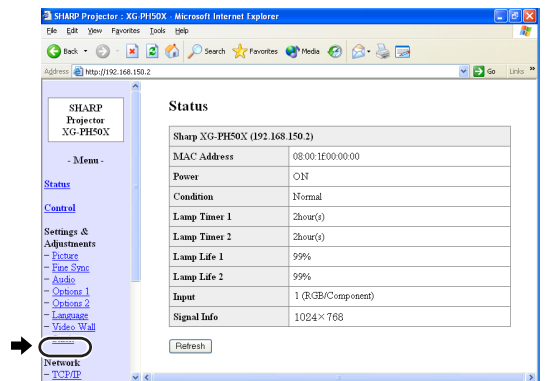 SHARP Projector : XG-PH50X - Microsoft Internet Explorer
File Edit View Favorites Tools Help
Back Search Favorites Media
Address http://192.168.150.2 Go Links »
SHARP
Projector
XG-PH50X
- Menu -
Status
Control
Settings &
Adjustments
- Picture
- Fine Sync
- Audio
- Options 1
- Options 2
- Language
- Video Wall
Network
- TCP/IP
Status
Sharp XG-PH50X (192.168.150.2)
MAC Address 08:00:1f:00:00:00
Power ON
Condition Normal
Lamp Timer 1 2hour(s)
Lamp Timer 2 2hour(s)
Lamp Life 1 99%
Lamp Life 2 99%
Input 1 (RGB/Component)
Signal Info 1024×768
Refresh